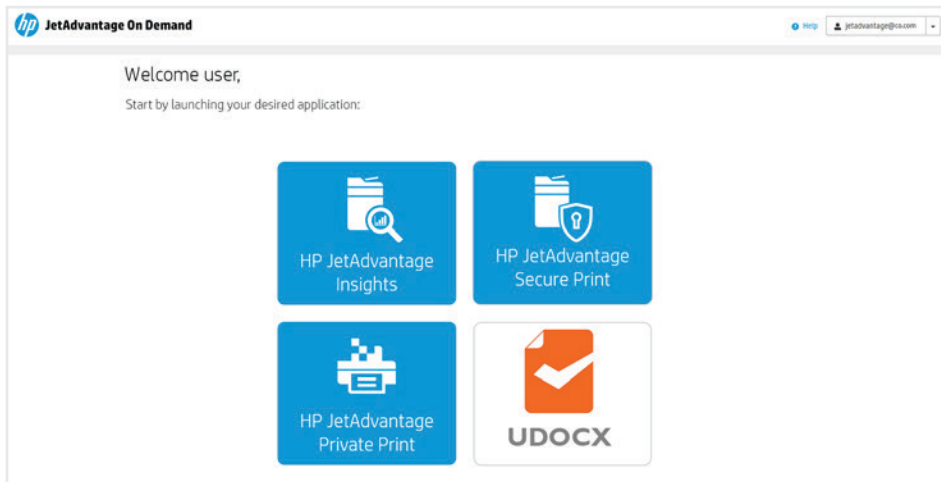 hp JetAdvantage On Demand
Help jetadvantage@co.com
Welcome user,
Start by launching your desired application:
HP JetAdvantage
Insights
HP JetAdvantage
Secure Print
HP JetAdvantage
Private Print
UDOCX